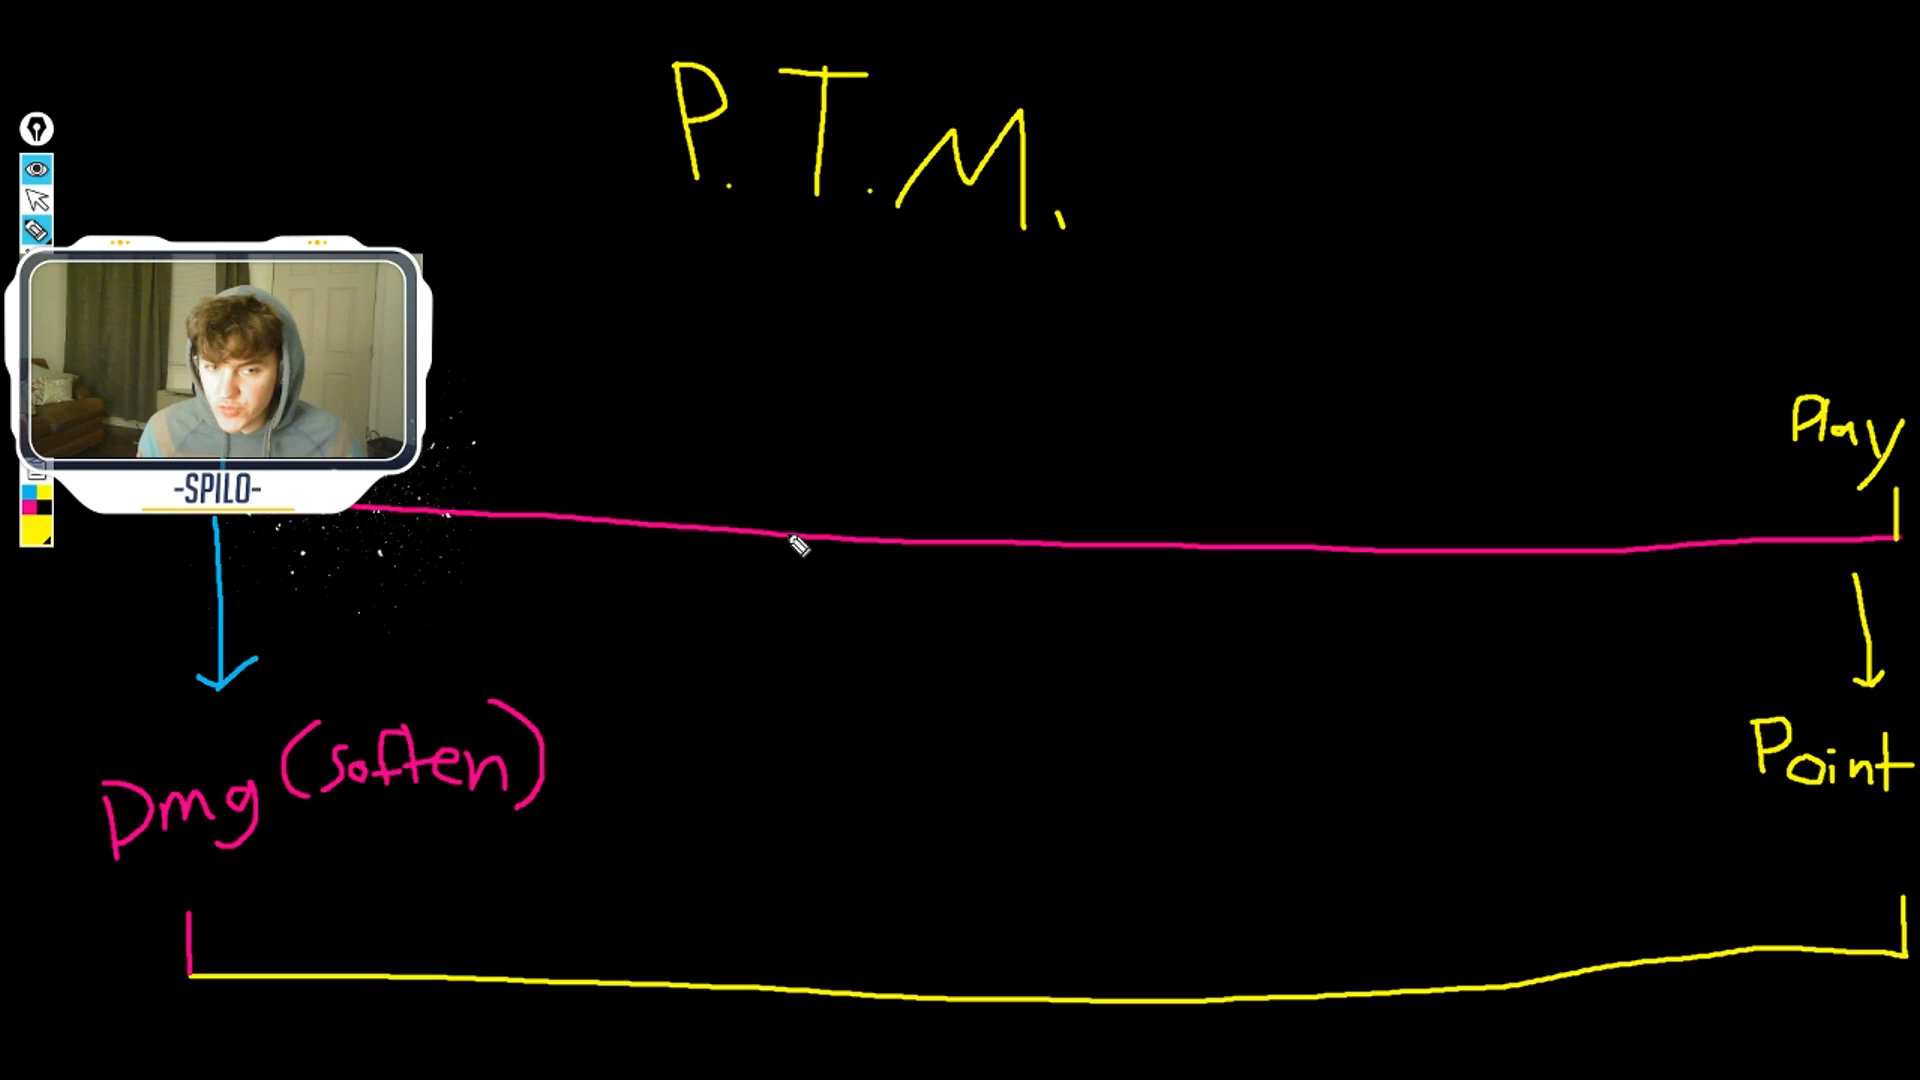 P.T.M.
Play
-SPILO-
Dmg (soften)
Point